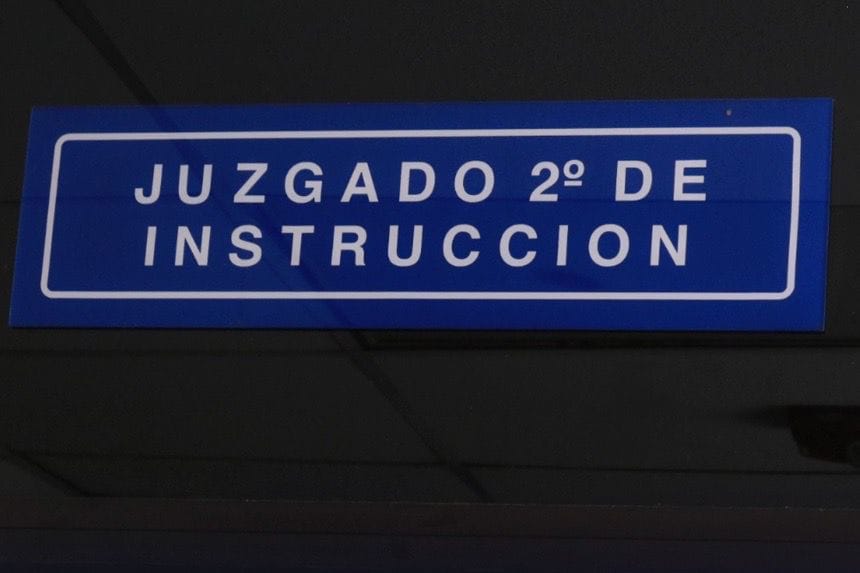 JUZGADO 2º DE
INSTRUCCION